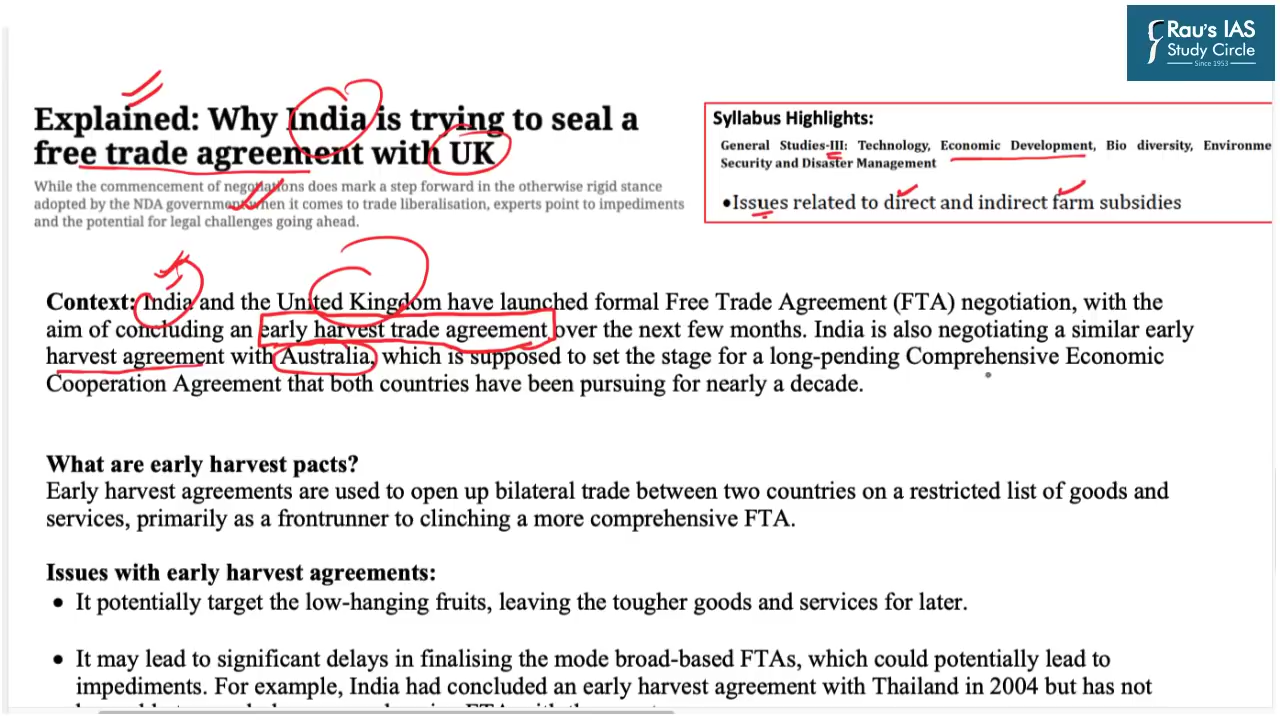 Rau's IAS
Study Circle
Since 1953
Explained: Why India is trying to seal a
free trade agreement with UK
While the commencement of negotiations does mark a step forward in the otherwise rigid stance
adopted by the NDA government when it comes to trade liberalisation, experts point to impediments
and the potential for legal challenges going ahead.
Syllabus Highlights:
General Studies-III: Technology, Economic Development, Bio diversity, Environme
Security and Disaster Management
•Issues related to direct and indirect farm subsidies
Context: India and the United Kingdom have launched formal Free Trade Agreement (FTA) negotiation, with the
aim of concluding an early harvest trade agreement over the next few months. India is also negotiating a similar early
harvest agreement with Australia, which is supposed to set the stage for a long-pending Comprehensive Economic
Cooperation Agreement that both countries have been pursuing for nearly a decade.
What are early harvest pacts?
Early harvest agreements are used to open up bilateral trade between two countries on a restricted list of goods and
services, primarily as a frontrunner to clinching a more comprehensive FTA.
Issues with early harvest agreements:
• It potentially target the low-hanging fruits, leaving the tougher goods and services for later.
• It may lead to significant delays in finalising the mode broad-based FTAs, which could potentially lead to
impediments. For example, India had concluded an early harvest agreement with Thailand in 2004 but has not